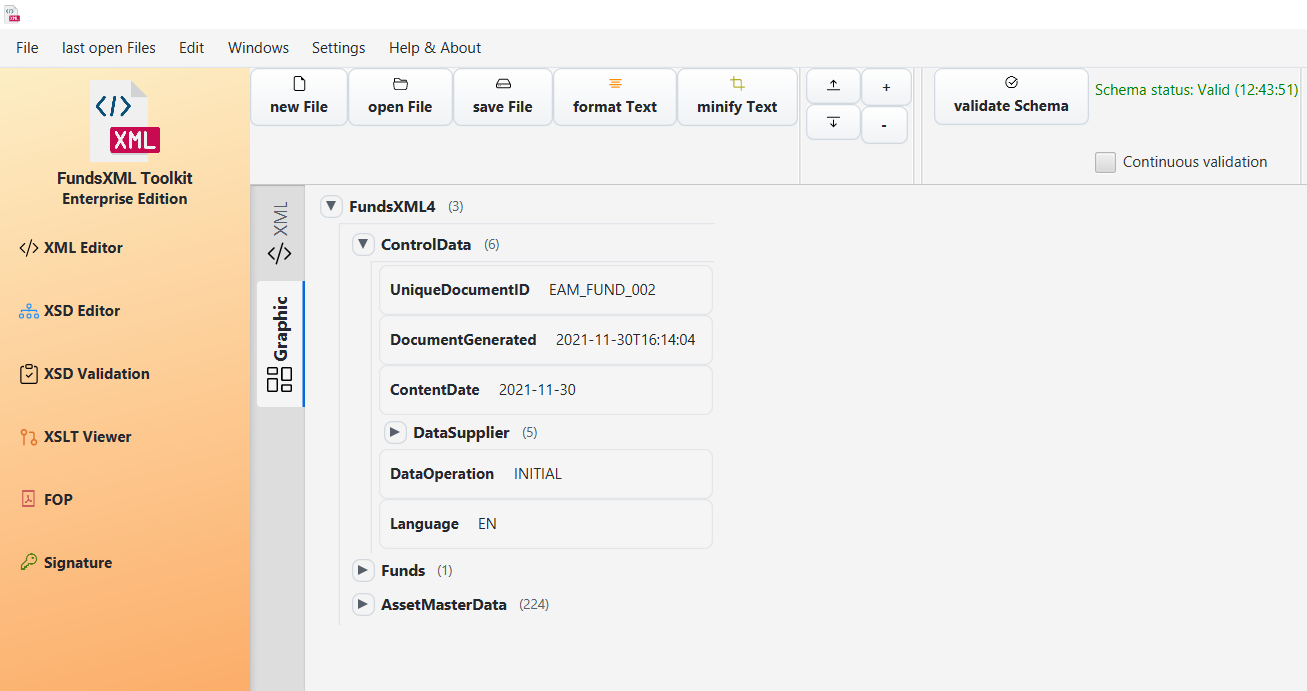 File last open Files Edit Windows Settings Help & About
</>
XML
FundsXML Toolkit
Enterprise Edition
</> XML Editor
XSD Editor
XSD Validation
XSLT Viewer
FOP
Signature
new File open File save File format Text minify Text
+
-
validate Schema
Schema status: Valid (12:43:51)
Continuous validation
XML
</>
Graphic
▼ FundsXML4 (3)
▼ ControlData (6)
UniqueDocumentID EAM_FUND_002
DocumentGenerated 2021-11-30T16:14:04
ContentDate 2021-11-30
▶ DataSupplier (5)
DataOperation INITIAL
Language EN
▶ Funds (1)
▶ AssetMasterData (224)